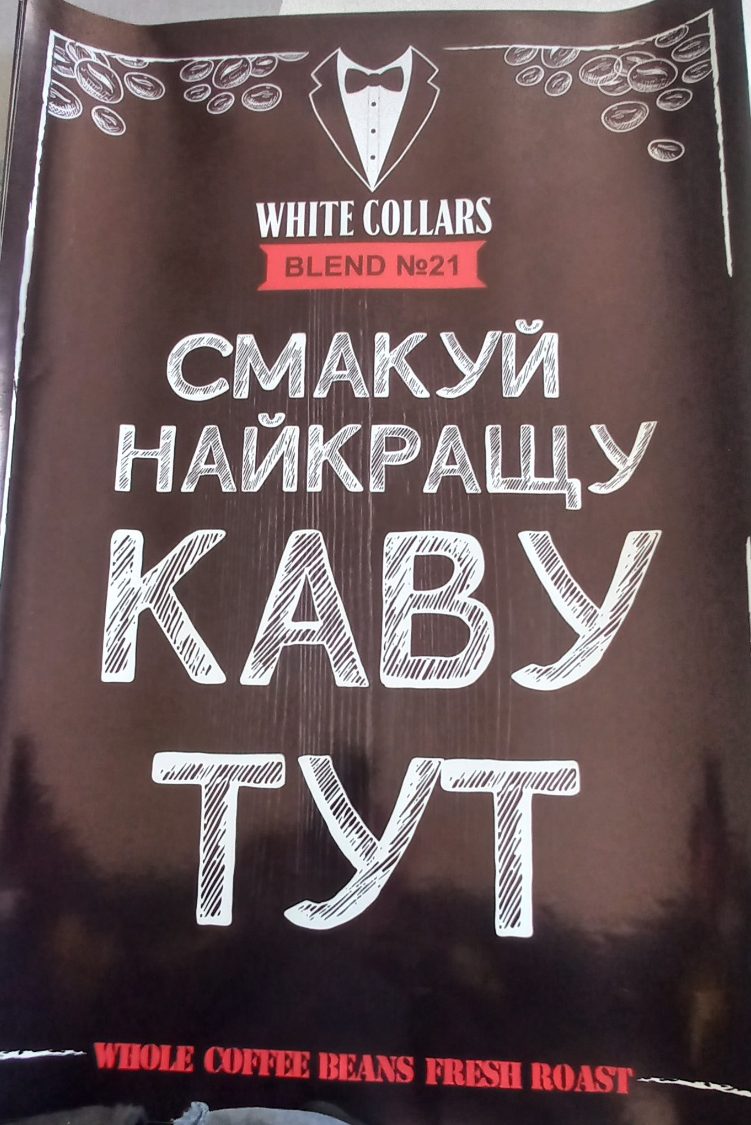 WHITE COLLARS
BLEND №21
СМАКУЙ
НАЙКРАЩУ
КАВУ
ТУТ
WHOLE COFFEE BEANS FRESH ROAST